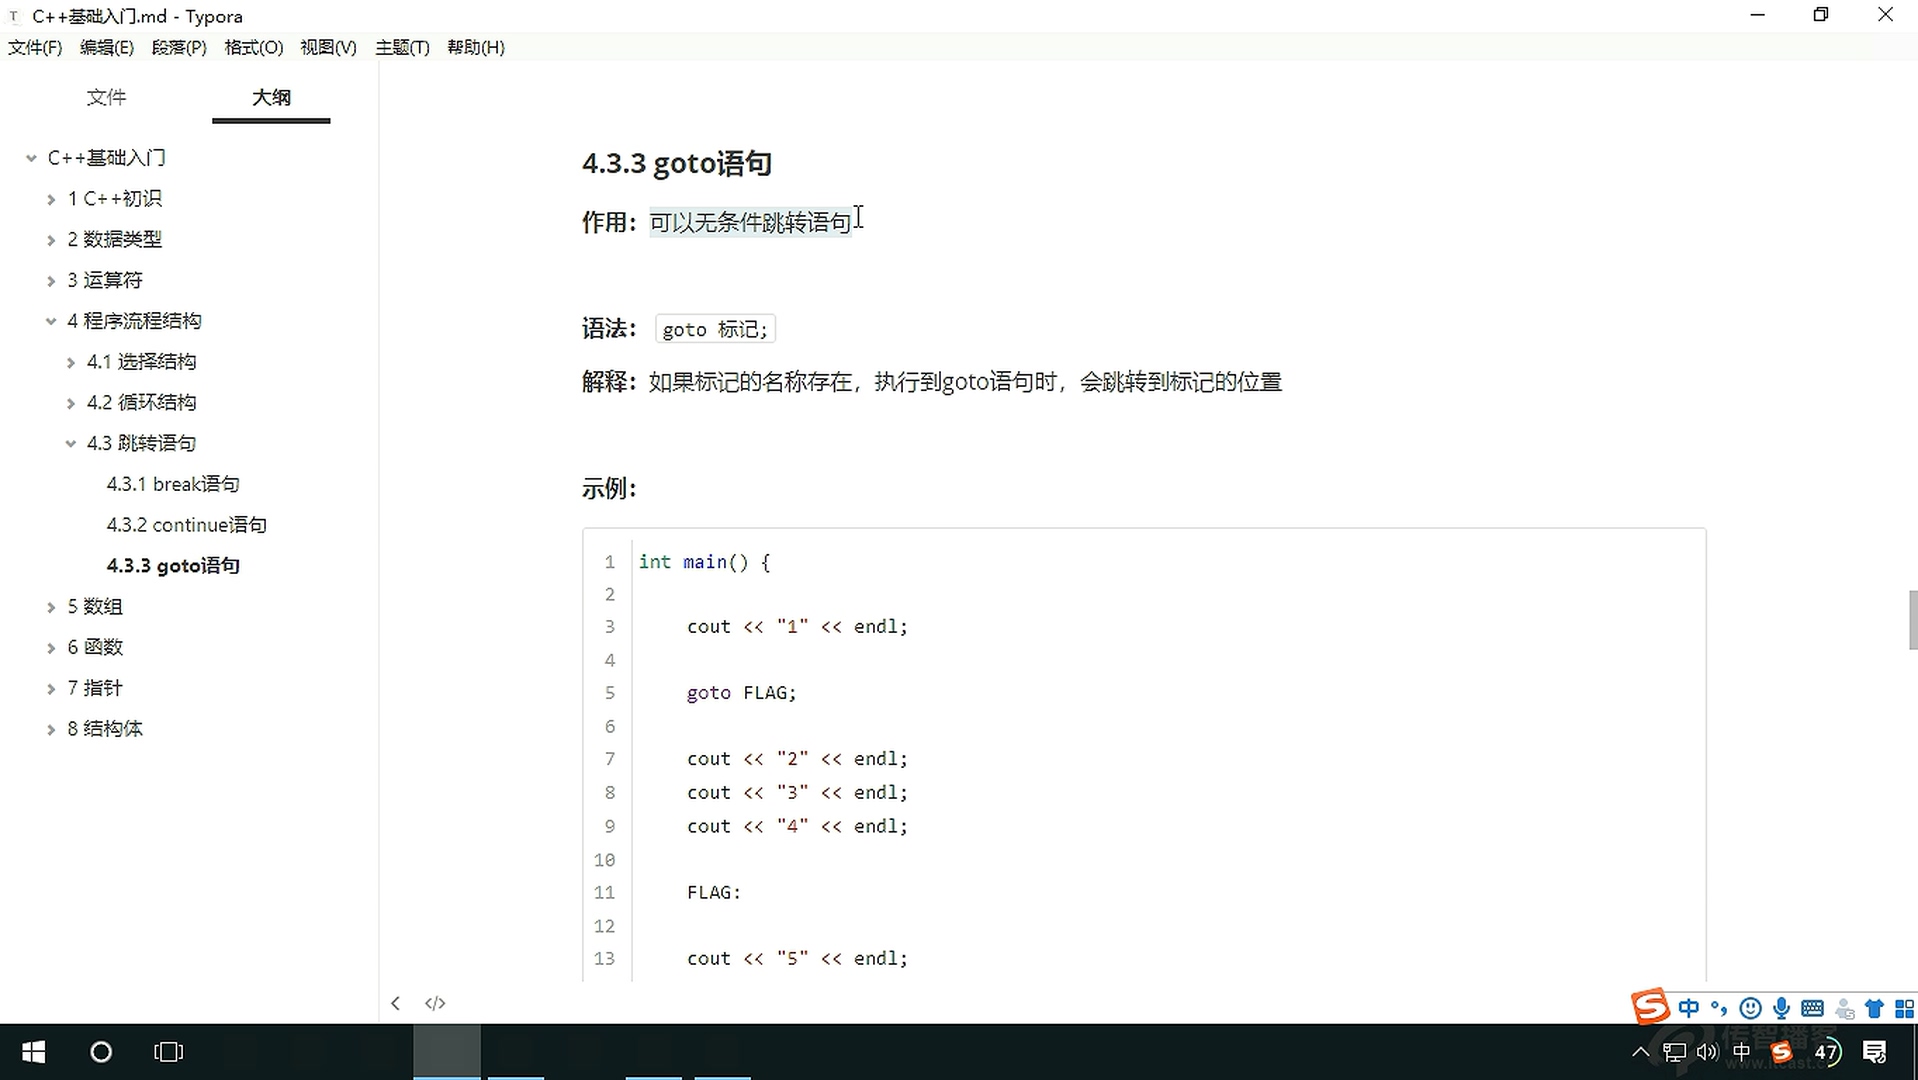 C++基础入门.md - Typora
文件(F) 编辑(E) 段落(P) 格式(O) 视图(V) 主题(T) 帮助(H)
文件 大纲
C++基础入门
1 C++初识
2 数据类型
3 运算符
4 程序流程结构
4.1 选择结构
4.2 循环结构
4.3 跳转语句
4.3.1 break语句
4.3.2 continue语句
4.3.3 goto语句
5 数组
6 函数
7 指针
8 结构体
4.3.3 goto语句
作用：可以无条件跳转语句
语法： goto 标记;
解释：如果标记的名称存在，执行到goto语句时，会跳转到标记的位置
示例：
1 int main() {
2
3 cout << "1" << endl;
4
5 goto FLAG;
6
7 cout << "2" << endl;
8 cout << "3" << endl;
9 cout << "4" << endl;
10
11 FLAG:
12
13 cout << "5" << endl;
中
传智播客
www.itcast.cn
中 47